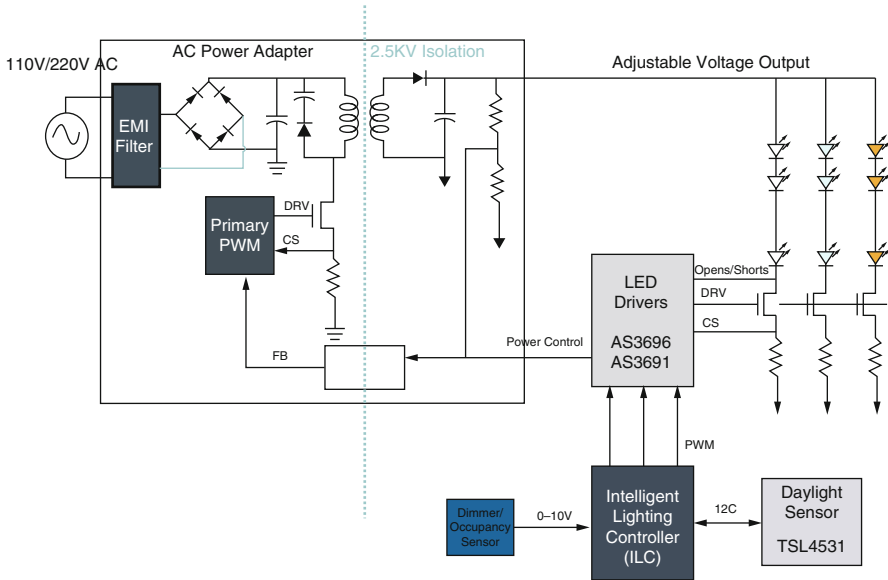 AC Power Adapter
2.5KV Isolation
110V/220V AC
Adjustable Voltage Output
EMI
Filter
DRV
Primary
PWM
CS
FB
Power Control
LED
Drivers
AS3696
AS3691
Opens/Shorts
DRV
CS
PWM
Dimmer/
Occupancy
Sensor
0–10V
Intelligent
Lighting
Controller
(ILC)
12C
Daylight
Sensor
TSL4531